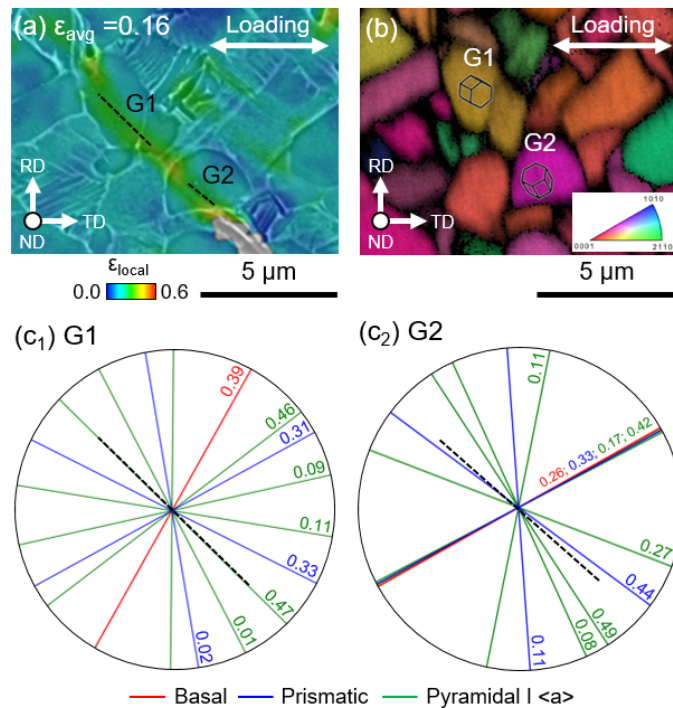 (a) ε_avg =0.16
Loading
G1
G2
RD
TD
ND
ε_local
0.0
0.6
5 μm
(b)
Loading
G1
G2
RD
TD
ND
1010
0001
2110
5 μm
(c₁) G1
0.39
0.46
0.31
0.09
0.11
0.33
0.47
0.01
0.02
(c₂) G2
0.11
0.26; 0.33; 0.17; 0.42
0.27
0.44
0.49
0.08
0.11
Basal
Prismatic
Pyramidal I <a>